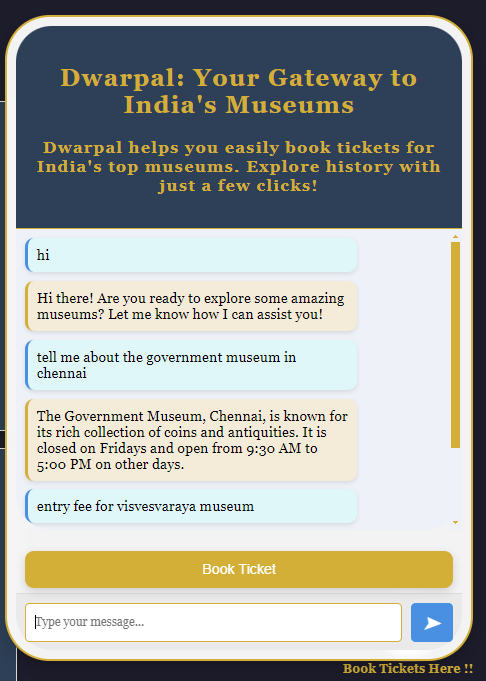 Dwarpal: Your Gateway to
India's Museums
Dwarpal helps you easily book tickets for
India's top museums. Explore history with
just a few clicks!
hi
Hi there! Are you ready to explore some amazing
museums? Let me know how I can assist you!
tell me about the government museum in
chennai
The Government Museum, Chennai, is known for
its rich collection of coins and antiquities. It is
closed on Fridays and open from 9:30 AM to
5:00 PM on other days.
entry fee for visvesvaraya museum
Book Ticket
Type your message...
Book Tickets Here !!